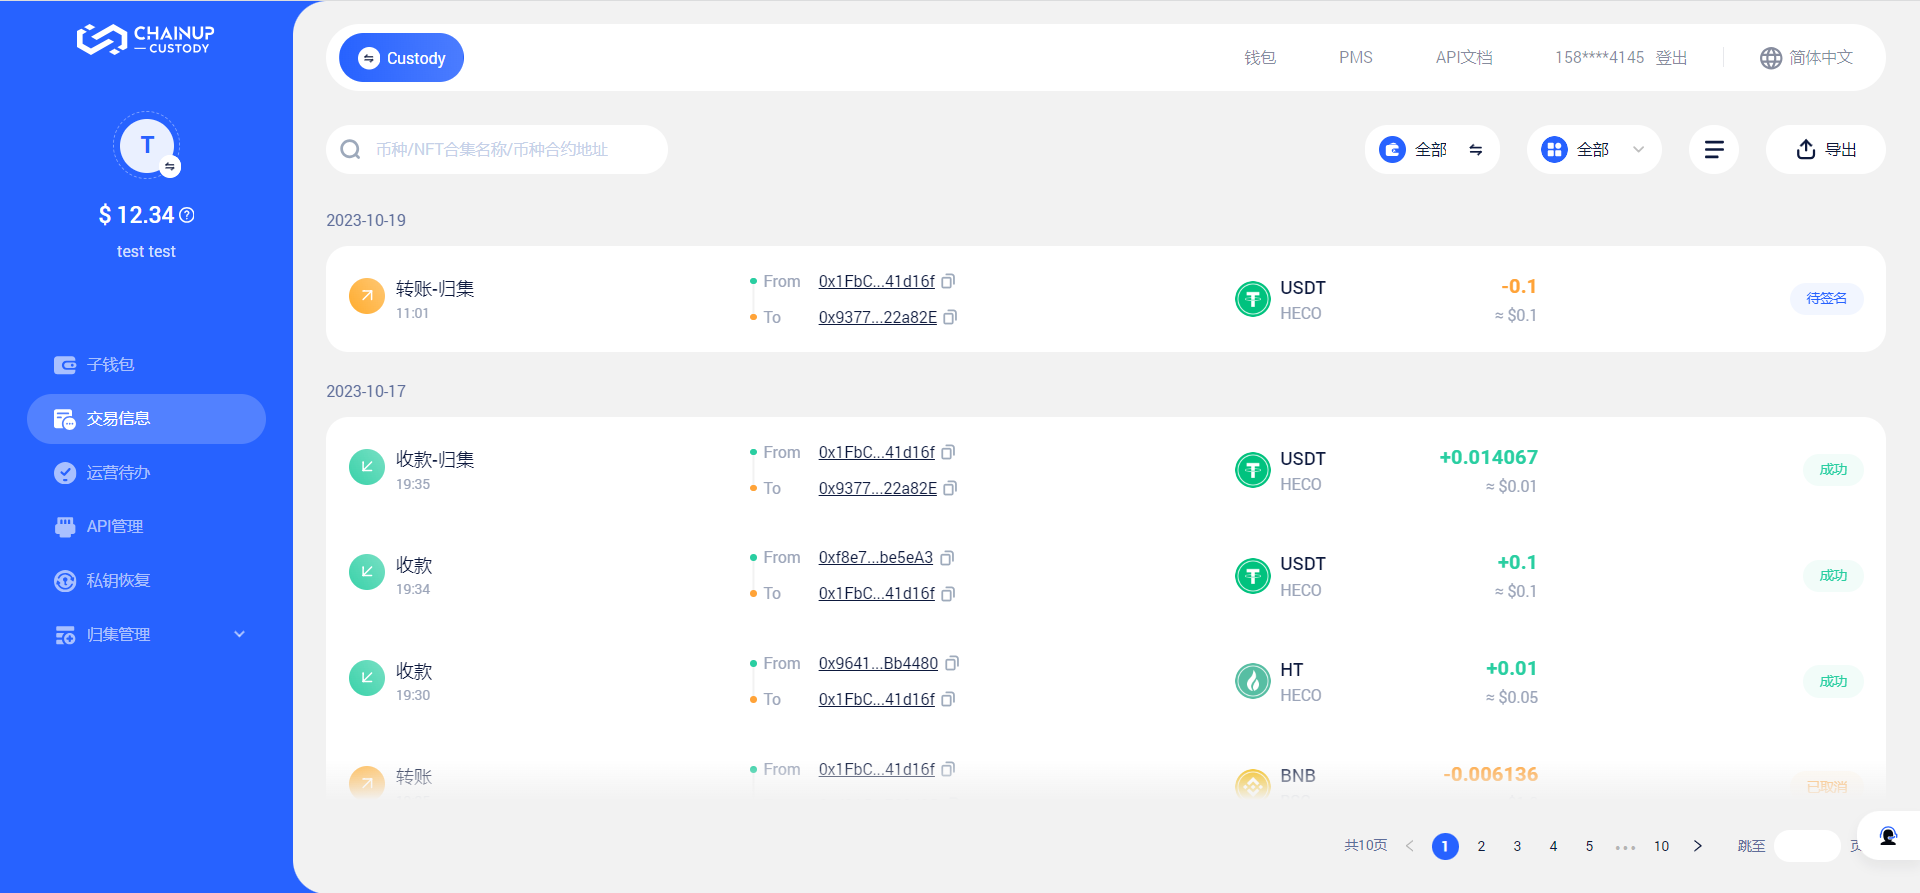 CHAINUP
CUSTODY
T
$ 12.34
test test
子钱包
交易信息
运营待办
API管理
私钥恢复
归集管理
Custody
钱包
PMS
API文档
158****4145 登出
简体中文
币种/NFT合集名称/币种合约地址
全部
全部
导出
2023-10-19
转账-归集
11:01
From 0x1FbC...41d16f
To 0x9377...22a82E
USDT
HECO
-0.1
≈ $0.1
待签名
2023-10-17
收款-归集
19:35
From 0x1FbC...41d16f
To 0x9377...22a82E
USDT
HECO
+0.014067
≈ $0.01
成功
收款
19:34
From 0xf8e7...be5eA3
To 0x1FbC...41d16f
USDT
HECO
+0.1
≈ $0.1
成功
收款
19:30
From 0x9641...Bb4480
To 0x1FbC...41d16f
HT
HECO
+0.01
≈ $0.05
成功
转账
From 0x1FbC...41d16f
BNB
-0.006136
已取消
共10页 < 1 2 3 4 5 ••• 10 > 跳至